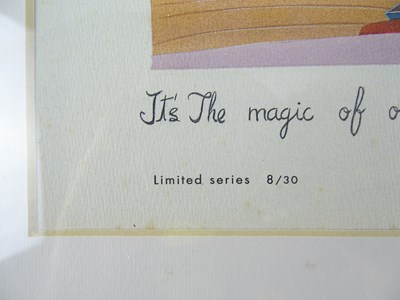 It's The magic of
Limited series 8/30